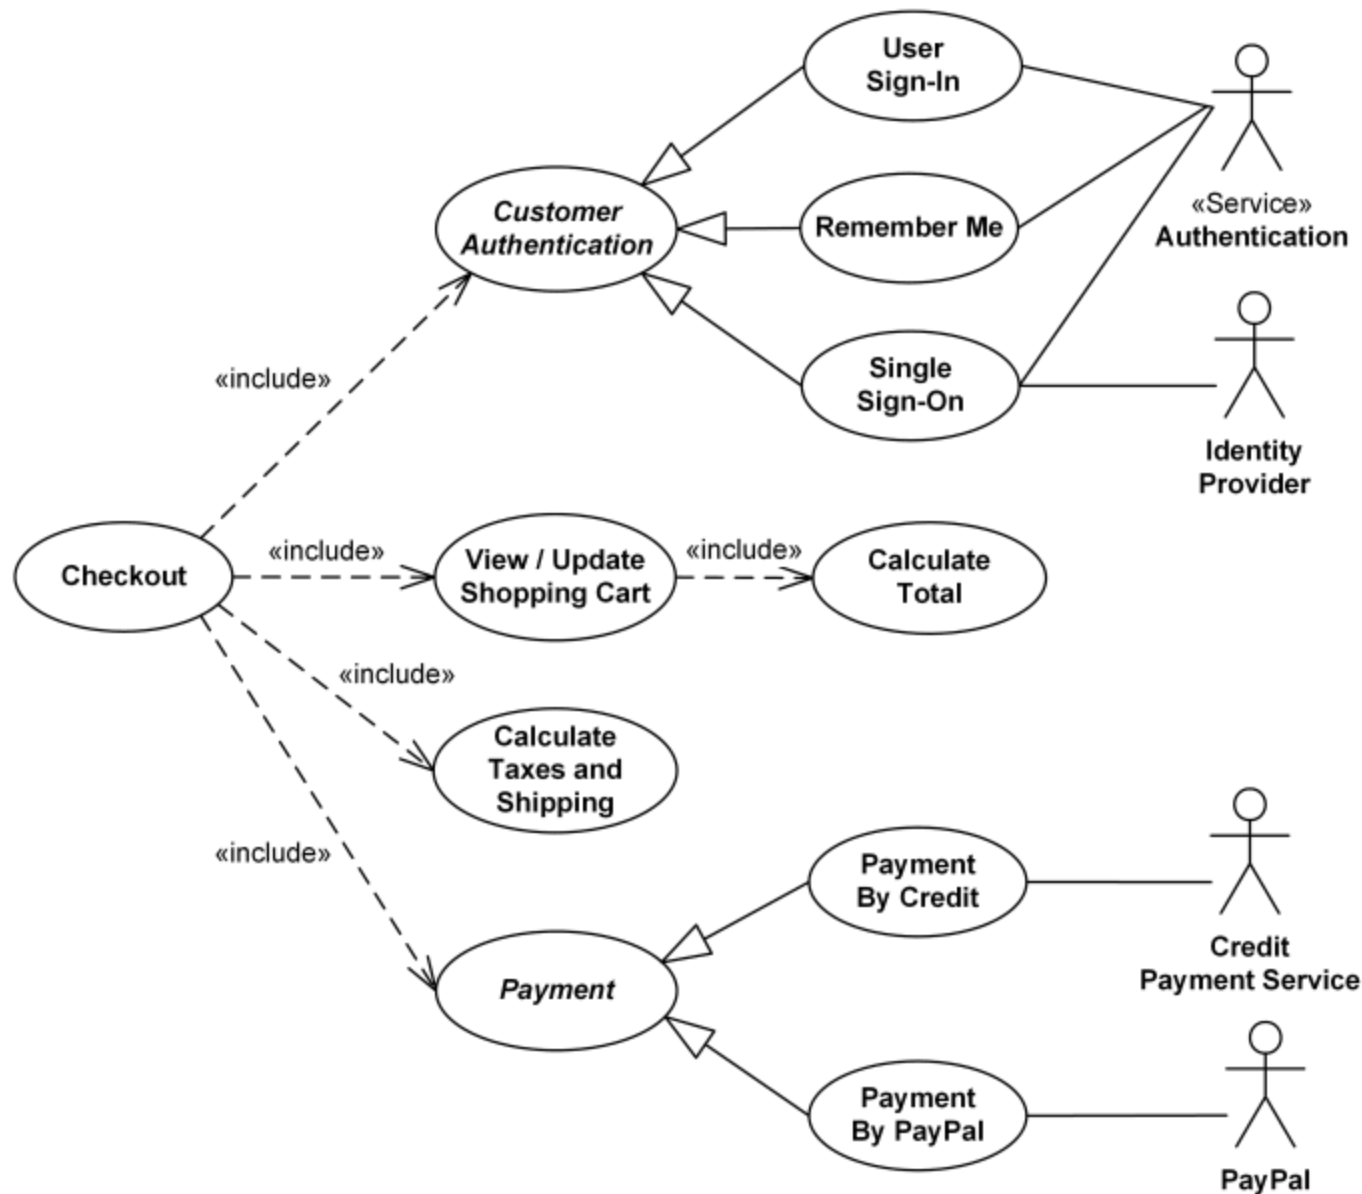 User
Sign-In
«Service»
Authentication
Customer
Authentication
Remember Me
Single
Sign-On
Identity
Provider
«include»
Checkout
«include»
View / Update
Shopping Cart
«include»
Calculate
Total
«include»
Calculate
Taxes and
Shipping
«include»
Payment
By Credit
Credit
Payment Service
Payment
Payment
By PayPal
PayPal